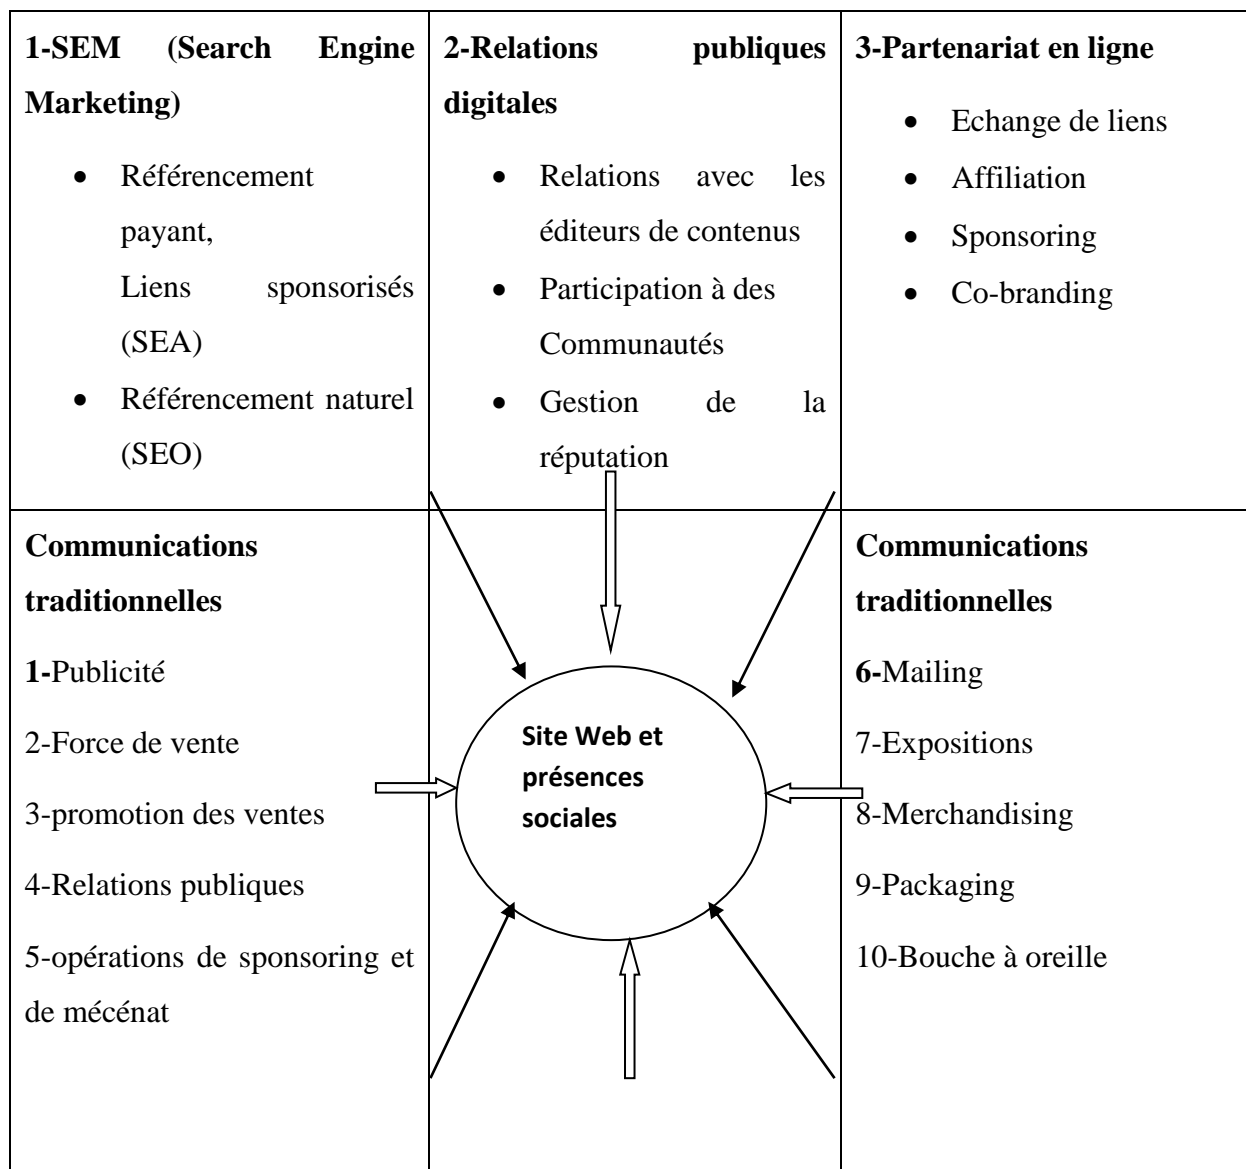 1-SEM (Search Engine
Marketing)
• Référencement
payant,
Liens sponsorisés
(SEA)
• Référencement naturel
(SEO)
2-Relations publiques
digitales
• Relations avec les
éditeurs de contenus
• Participation à des
Communautés
• Gestion de la
réputation
3-Partenariat en ligne
• Echange de liens
• Affiliation
• Sponsoring
• Co-branding
Communications
traditionnelles
1-Publicité
2-Force de vente
3-promotion des ventes
4-Relations publiques
5-opérations de sponsoring et
de mécénat
Site Web et
présences
sociales
Communications
traditionnelles
6-Mailing
7-Expositions
8-Merchandising
9-Packaging
10-Bouche à oreille